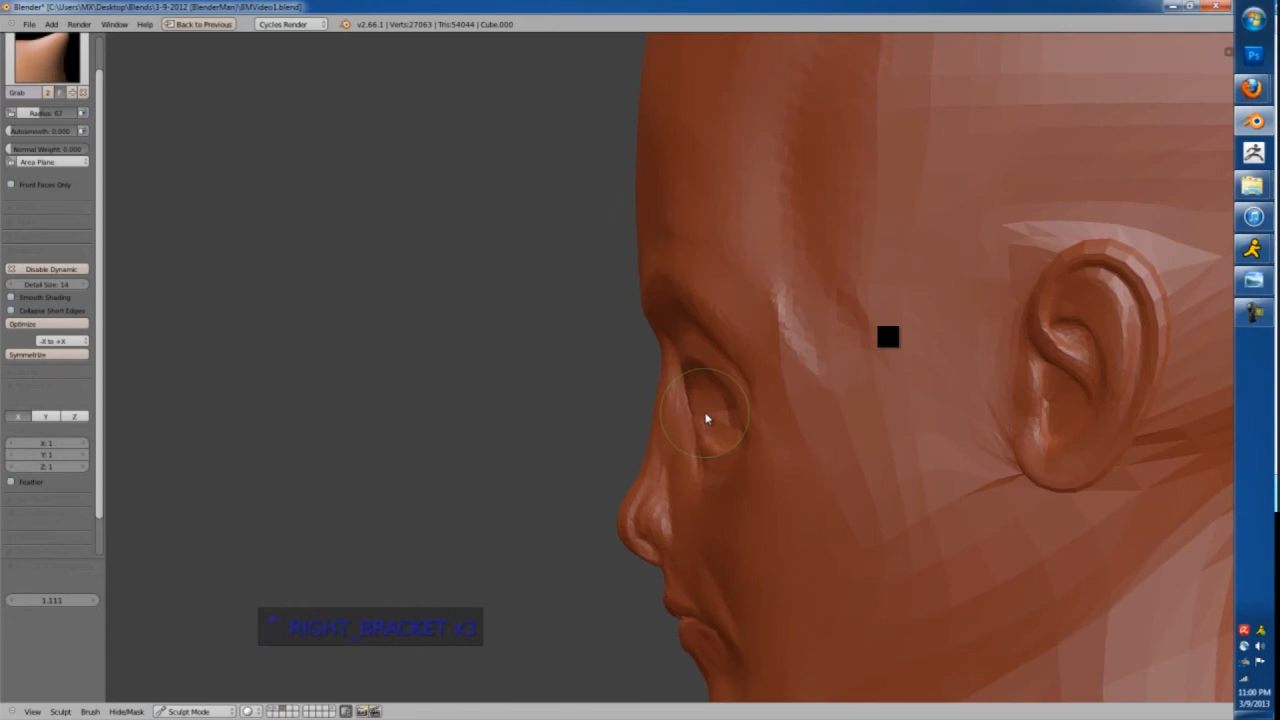 Blender* [C:\Users\MX\Desktop\Blends\3-9-2012 [BlenderMan]\BMVideo1.blend]
File Add Render Window Help Back to Previous Cycles Render v2.66.1 | Verts:27063 | Tris:54044 | Cube.000
Grab 2 F
Radius: 67
Autosmooth: 0.000
Normal Weight: 0.000
Area Plane
Front Faces Only
Disable Dynamic
Detail Size: 14
Smooth Shading
Collapse Short Edges
Optimize
-X to +X
Symmetrize
X Y Z
X: 1
Y: 1
Z: 1
Feather
1.111
RIGHT_BRACKET x3
View Sculpt Brush Hide/Mask Sculpt Mode
Ps
11:00 PM
3/9/2013